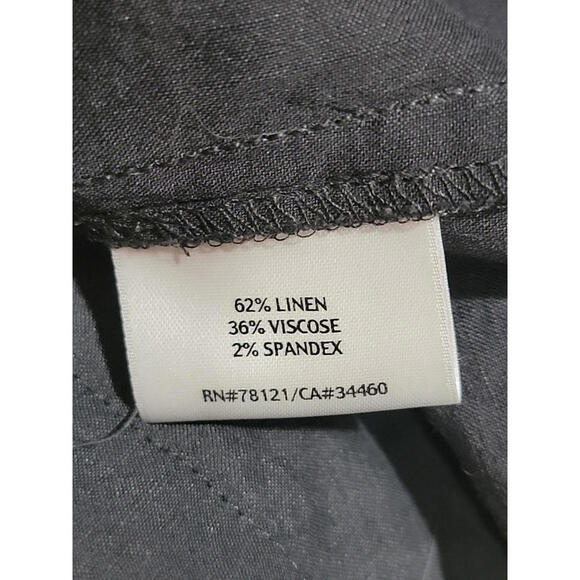 62% LINEN
36% VISCOSE
2% SPANDEX
RN#78121/CA#34460